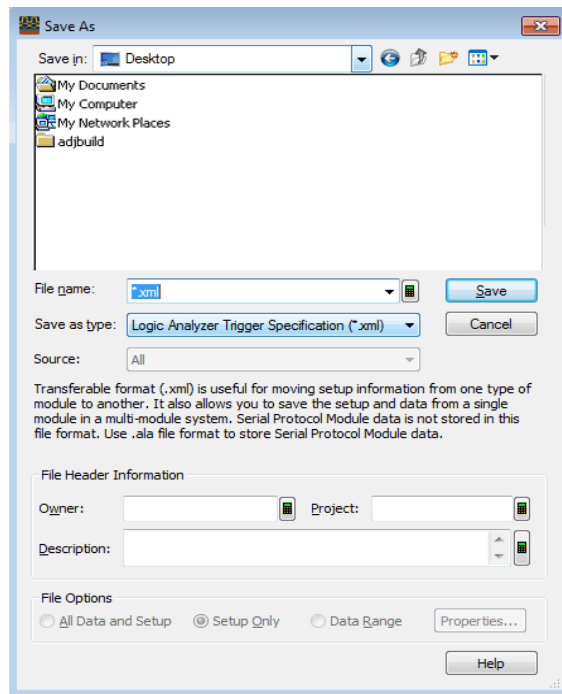 Save As
Save in: Desktop
My Documents
My Computer
My Network Places
adjbuild
File name: *.xml Save
Save as type: Logic Analyzer Trigger Specification (*.xml) Cancel
Source: All
Transferable format (.xml) is useful for moving setup information from one type of
module to another. It also allows you to save the setup and data from a single
module in a multi-module system. Serial Protocol Module data is not stored in this
file format. Use .ala file format to store Serial Protocol Module data.
File Header Information
Owner: Project:
Description:
File Options
All Data and Setup Setup Only Data Range Properties...
Help